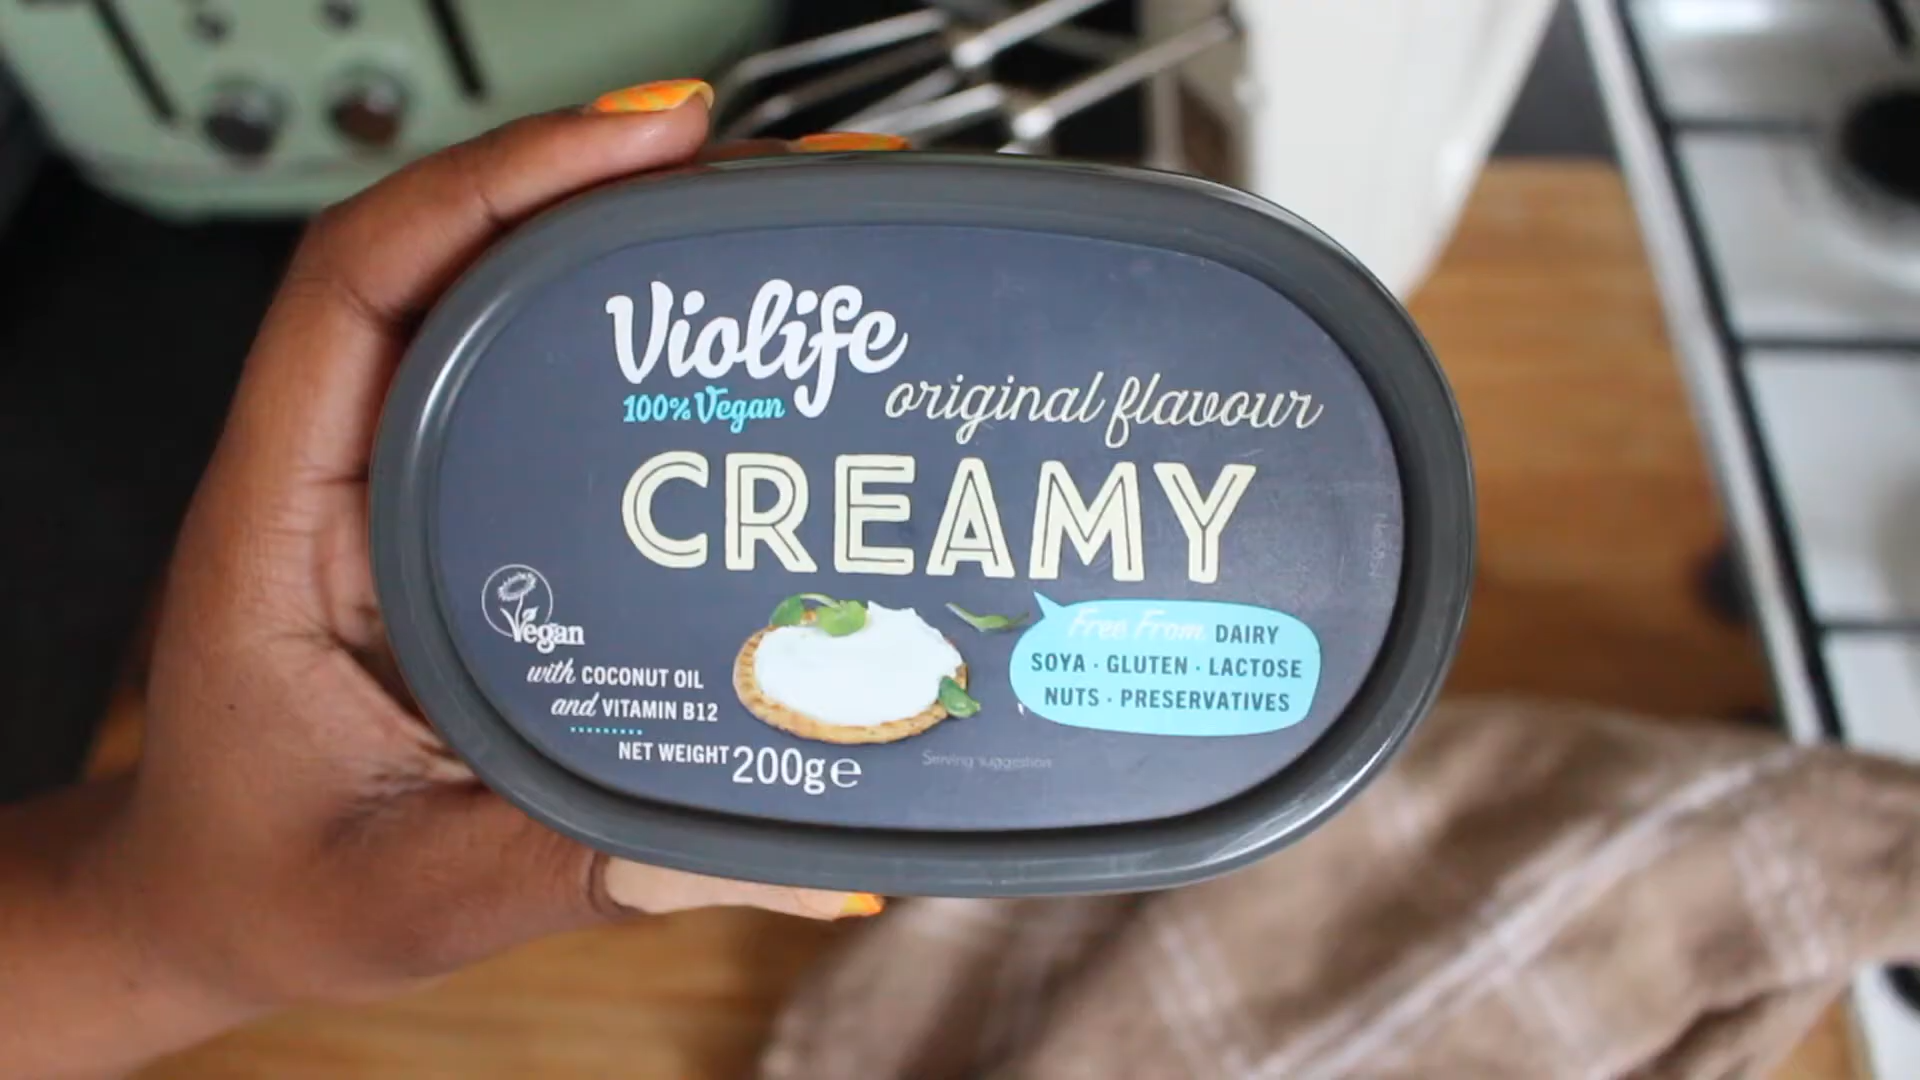 Violife
100% Vegan
original flavour
CREAMY
Vegan
with COCONUT OIL
and VITAMIN B12
NET WEIGHT 200g e
Free From DAIRY
SOYA · GLUTEN · LACTOSE
NUTS · PRESERVATIVES
Serving suggestion